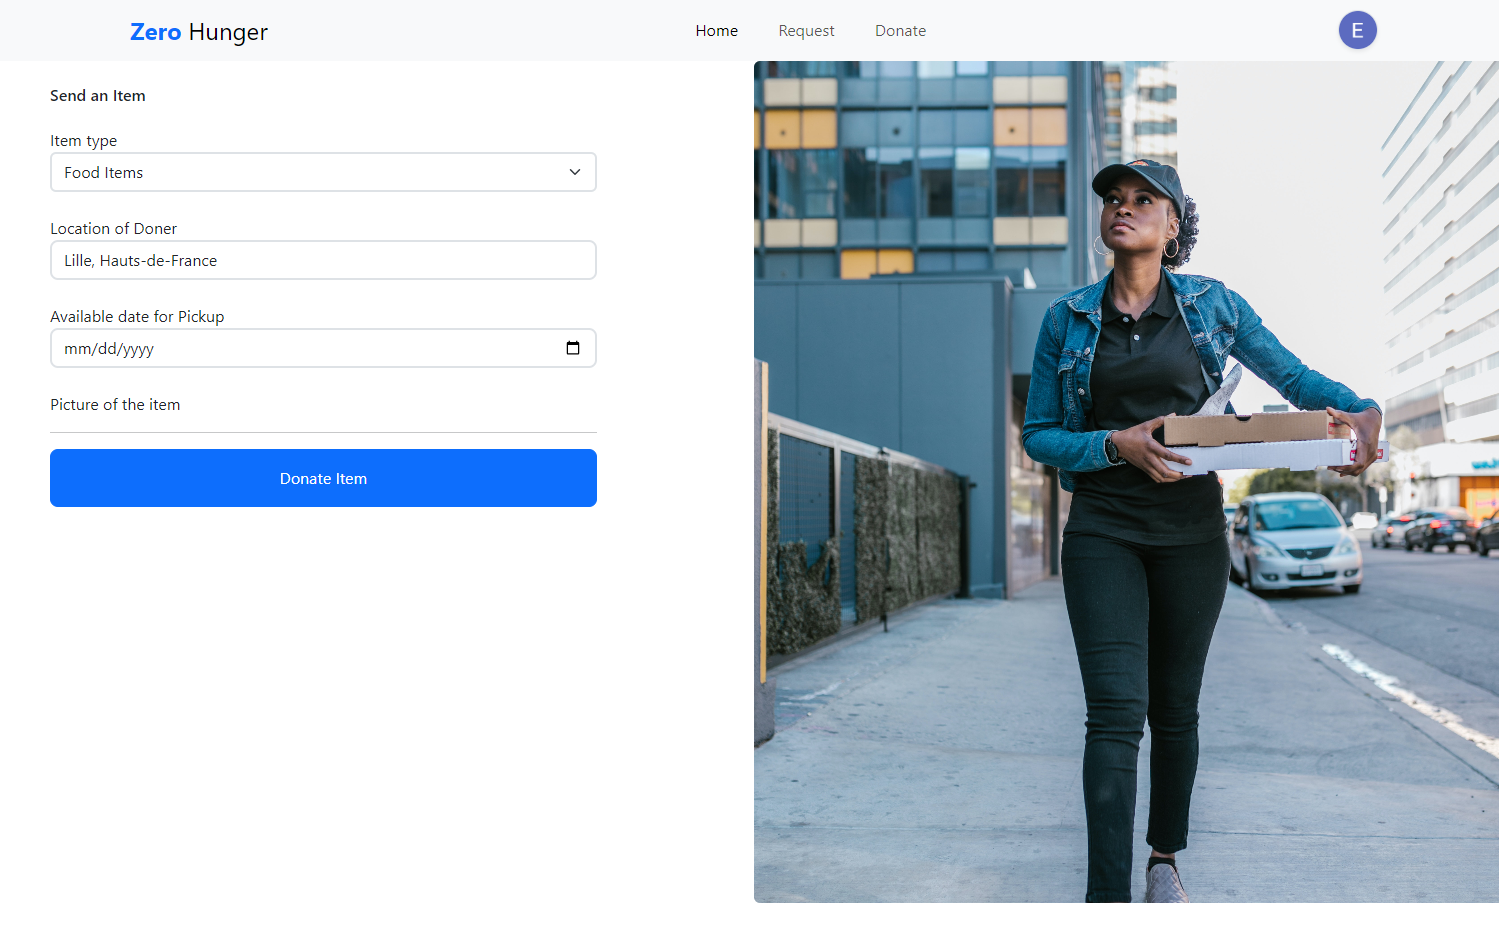 Zero Hunger
Home
Request
Donate
E
Send an Item
Item type
Food Items
Location of Doner
Lille, Hauts-de-France
Available date for Pickup
mm/dd/yyyy
Picture of the item
Donate Item